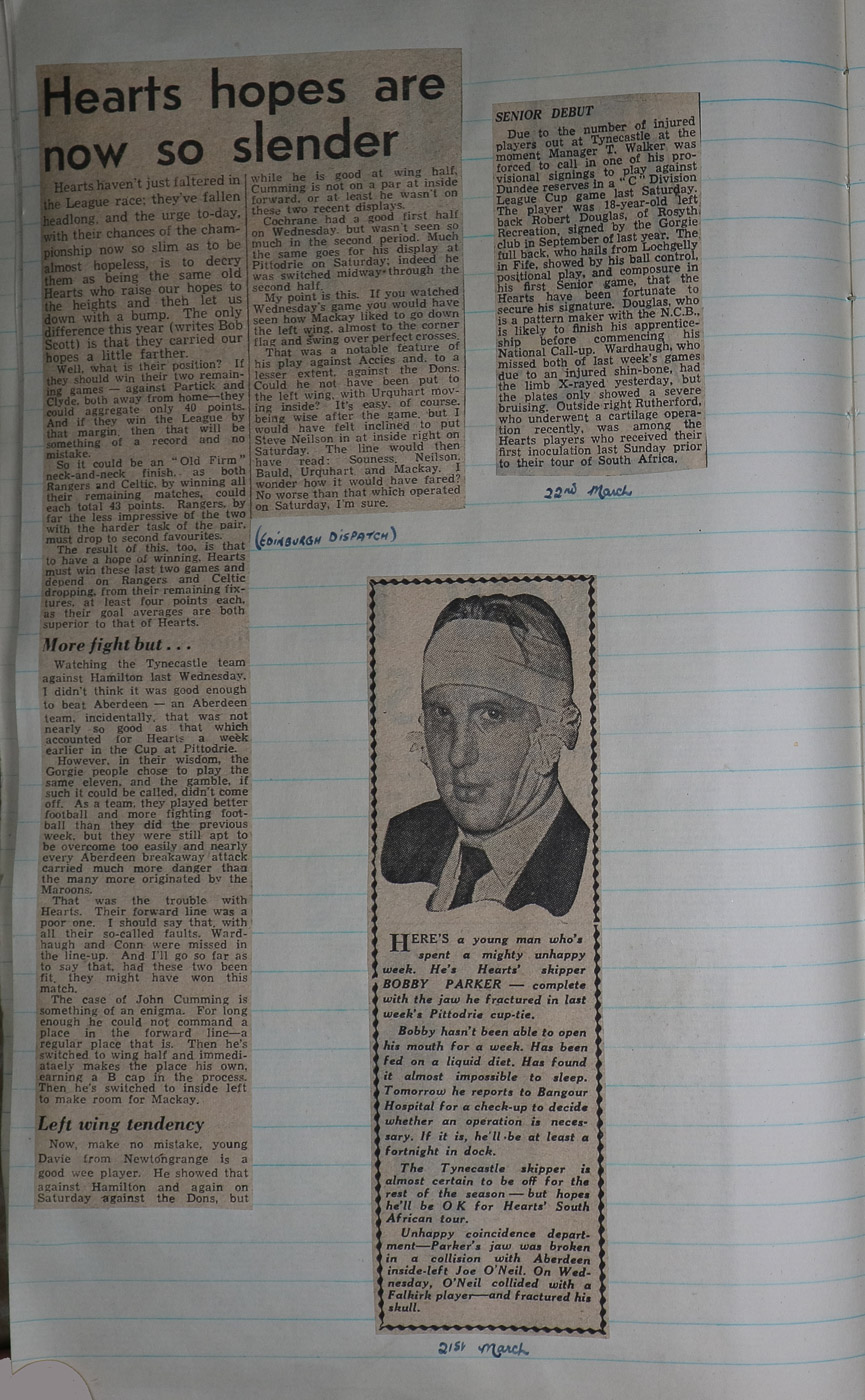 Hearts hopes are
now so slender
Hearts haven't just faltered in
the League race; they've fallen
headlong, and the urge to-day,
with their chances of the cham-
pionship now so slim as to be
almost hopeless, is to decry
them as being the same old
Hearts who raise our hopes to
the heights and then let us
down with a bump. The only
difference this year (writes Bob
Scott) is that they carried our
hopes a little farther.
Well, what is their position? If
they should win their two remain-
ing games — against Partick and
Clyde, both away from home—they
could aggregate only 40 points.
And if they win the League by
that margin, then that will be
something of a record and no
mistake.
So it could be an "Old Firm"
neck-and-neck finish, as both
Rangers and Celtic, by winning all
their remaining matches, could
each total 43 points. Rangers, by
far the less impressive of the two
with the harder task of the pair,
must drop to second favourites.
The result of this, too, is that
to have a hope of winning, Hearts
must win these last two games and
depend on Rangers and Celtic
dropping, from their remaining fix-
tures, at least four points each,
as their goal averages are both
superior to that of Hearts.
More fight but . . .
Watching the Tynecastle team
against Hamilton last Wednesday,
I didn't think it was good enough
to beat Aberdeen — an Aberdeen
team, incidentally, that was not
nearly so good as that which
accounted for Hearts a week
earlier in the Cup at Pittodrie.
However, in their wisdom, the
Gorgie people chose to play the
same eleven, and the gamble, if
such it could be called, didn't come
off. As a team, they played better
football and more fighting foot-
ball than they did the previous
week, but they were still apt to
be overcome too easily and nearly
every Aberdeen breakaway attack
carried much more danger than
the many more originated by the
Maroons.
That was the trouble with
Hearts. Their forward line was a
poor one. I should say that, with
all their so-called faults, Ward-
haugh and Conn were missed in
the line-up. And I'll go so far as
to say that, had these two been
fit, they might have won this
match.
The case of John Cumming is
something of an enigma. For long
enough he could not command a
place in the forward line—a
regular place that is. Then he's
switched to wing half and immedi-
ataely makes the place his own,
earning a B cap in the process.
Then he's switched to inside left
to make room for Mackay.
Left wing tendency
Now, make no mistake, young
Davie from Newtongrange is a
good wee player. He showed that
against Hamilton and again on
Saturday against the Dons, but
while he is good at wing half,
Cumming is not on a par at inside
forward, or at least he wasn't on
these two recent displays.
Cochrane had a good first half
on Wednesday, but wasn't seen so
much in the second period. Much
the same goes for his display at
Pittodrie on Saturday; indeed he
was switched midway through the
second half.
My point is this. If you watched
Wednesday's game you would have
seen how Mackay liked to go down
the left wing, almost to the corner
flag and swing over perfect crosses.
That was a notable feature of
his play against Accies and, to a
lesser extent, against the Dons.
Could he not have been put to
the left wing, with Urquhart mov-
ing inside? It's easy, of course,
being wise after the game, but I
would have felt inclined to put
Steve Neilson in at inside right on
Saturday. The line would then
have read: Souness, Neilson,
Bauld, Urquhart and Mackay. I
wonder how it would have fared?
No worse than that which operated
on Saturday, I'm sure.
(EDINBURGH DISPATCH)
SENIOR DEBUT
Due to the number of injured
players out at Tynecastle at the
moment Manager T. Walker was
forced to call in one of his pro-
visional signings to play against
Dundee reserves in a "C" Division
League Cup game last Saturday.
The player was 18-year-old left
back Robert Douglas, of Rosyth
Recreation, signed by the Gorgie
club in September of last year. The
full back, who hails from Lochgelly
in Fife, showed by his ball control,
positional play, and composure in
his first Senior game, that the
Hearts have been fortunate to
secure his signature. Douglas, who
is a pattern maker with the N.C.B.,
is likely to finish his apprentice-
ship before commencing his
National Call-up. Wardhaugh, who
missed both of last week's games
due to an injured shin-bone, had
the limb X-rayed yesterday, but
the plates only showed a severe
bruising. Outside right Rutherford,
who underwent a cartilage opera-
tion recently, was among the
Hearts players who received their
first inoculation last Sunday prior
to their tour of South Africa.
22nd March
HERE'S a young man who's
spent a mighty unhappy
week. He's Hearts' skipper
BOBBY PARKER — complete
with the jaw he fractured in last
week's Pittodrie cup-tie.
Bobby hasn't been able to open
his mouth for a week. Has been
fed on a liquid diet. Has found
it almost impossible to sleep.
Tomorrow he reports to Bangour
Hospital for a check-up to decide
whether an operation is neces-
sary. If it is, he'll be at least a
fortnight in dock.
The Tynecastle skipper is
almost certain to be off for the
rest of the season — but hopes
he'll be O K for Hearts' South
African tour.
Unhappy coincidence depart-
ment—Parker's jaw was broken
in a collision with Aberdeen
inside-left Joe O'Neil. On Wed-
nesday, O'Neil collided with a
Falkirk player—and fractured his
skull.
21st March